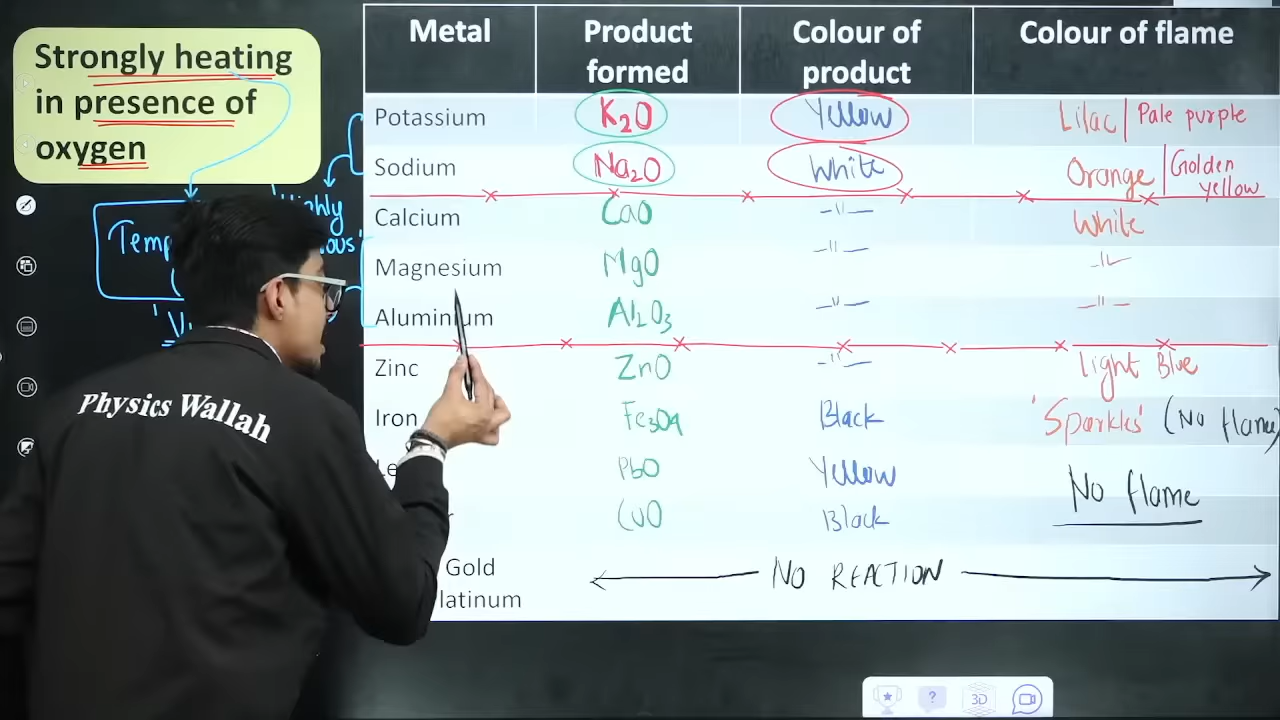 Strongly heating
in presence of
oxygen
Metal
Product
formed
Colour of
product
Colour of flame
Potassium
K₂O
Yellow
Lilac | Pale purple
Sodium
Na₂O
White
Orange | Golden
yellow
Calcium
CaO
-"-
White
Magnesium
MgO
-"-
-"-
Aluminium
Al₂O₃
-"-
-"-
Zinc
ZnO
-"-
Light Blue
Iron
Fe₃O₄
Black
'Sparkles' (No flame)
PbO
Yellow
CuO
Black
No flame
Gold
NO REACTION
Physics Wallah
3D